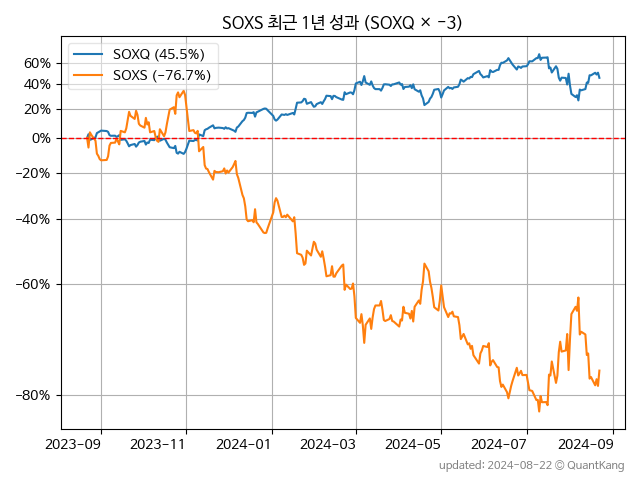 SOXS 최근 1년 성과 (SOXQ × −3)
SOXQ (45.5%)
SOXS (−76.7%)
60%
40%
20%
0%
−20%
−40%
−60%
−80%
2023-09 2023-11 2024-01 2024-03 2024-05 2024-07 2024-09
updated: 2024-08-22 © QuantKang